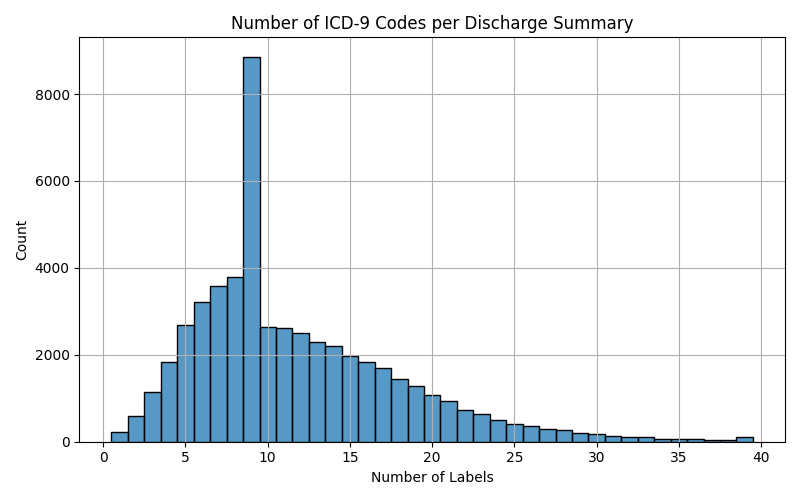 Number of ICD-9 Codes per Discharge Summary
8000
6000
4000
2000
0
Count
0 5 10 15 20 25 30 35 40
Number of Labels